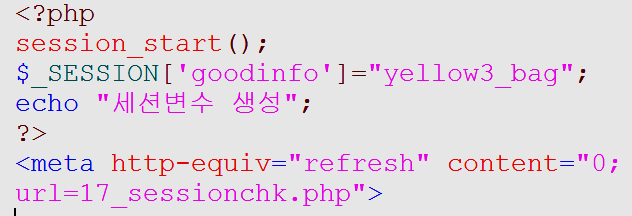 <?php
session_start();
$_SESSION['goodinfo']="yellow3_bag";
echo "세션변수 생성";
?>
<meta http-equiv="refresh" content="0;
url=17_sessionchk.php">